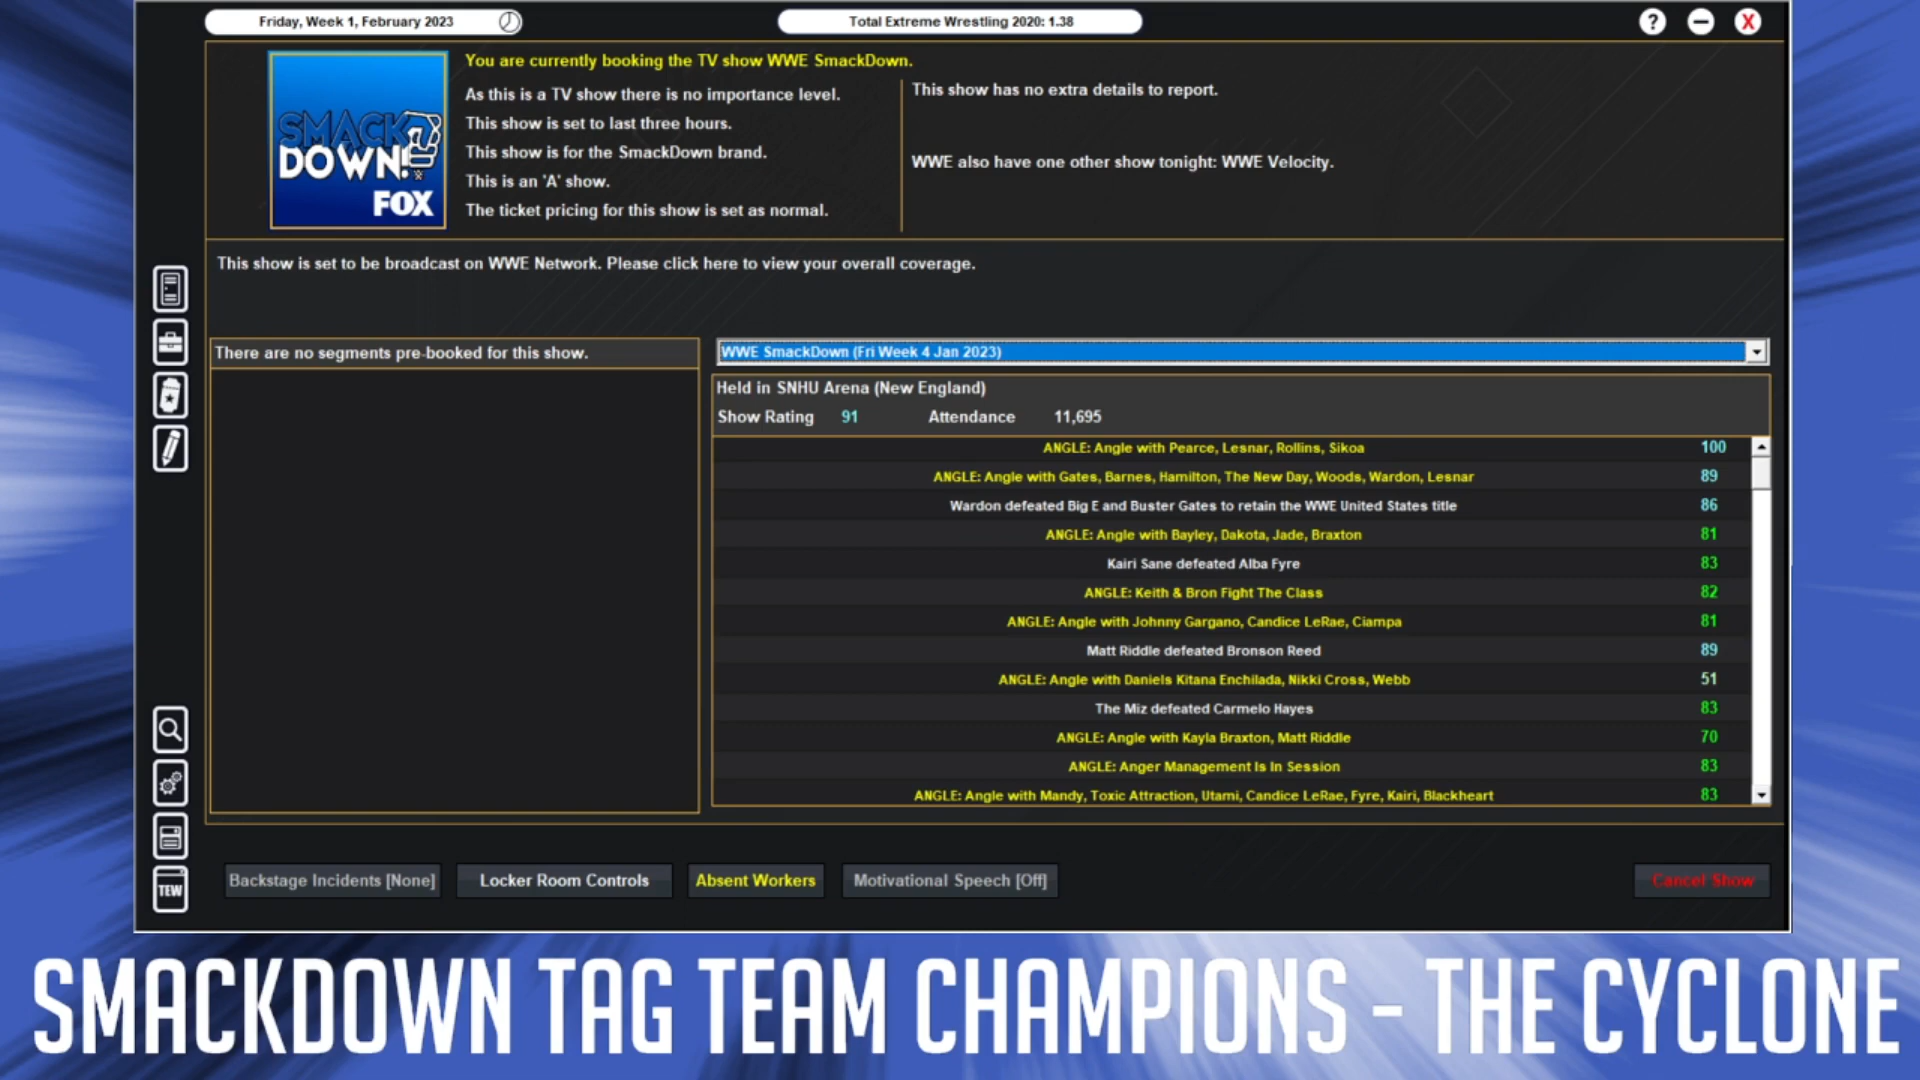 Friday, Week 1, February 2023
Total Extreme Wrestling 2020: 1.38
?
X
SMACK
DOWN!
FOX
You are currently booking the TV show WWE SmackDown.
As this is a TV show there is no importance level.
This show is set to last three hours.
This show is for the SmackDown brand.
This is an 'A' show.
The ticket pricing for this show is set as normal.
This show has no extra details to report.
WWE also have one other show tonight: WWE Velocity.
This show is set to be broadcast on WWE Network. Please click here to view your overall coverage.
There are no segments pre-booked for this show.
WWE SmackDown (Fri Week 4 Jan 2023)
Held in SNHU Arena (New England)
Show Rating 91 Attendance 11,695
ANGLE: Angle with Pearce, Lesnar, Rollins, Sikoa 100
ANGLE: Angle with Gates, Barnes, Hamilton, The New Day, Woods, Wardon, Lesnar 89
Wardon defeated Big E and Buster Gates to retain the WWE United States title 86
ANGLE: Angle with Bayley, Dakota, Jade, Braxton 81
Kairi Sane defeated Alba Fyre 83
ANGLE: Keith & Bron Fight The Class 82
ANGLE: Angle with Johnny Gargano, Candice LeRae, Ciampa 81
Matt Riddle defeated Bronson Reed 89
ANGLE: Angle with Daniels Kitana Enchilada, Nikki Cross, Webb 51
The Miz defeated Carmelo Hayes 83
ANGLE: Angle with Kayla Braxton, Matt Riddle 70
ANGLE: Anger Management Is In Session 83
ANGLE: Angle with Mandy, Toxic Attraction, Utami, Candice LeRae, Fyre, Kairi, Blackheart 83
TEW
Backstage Incidents [None]
Locker Room Controls
Absent Workers
Motivational Speech [Off]
Cancel Show
SMACKDOWN TAG TEAM CHAMPIONS - THE CYCLONE